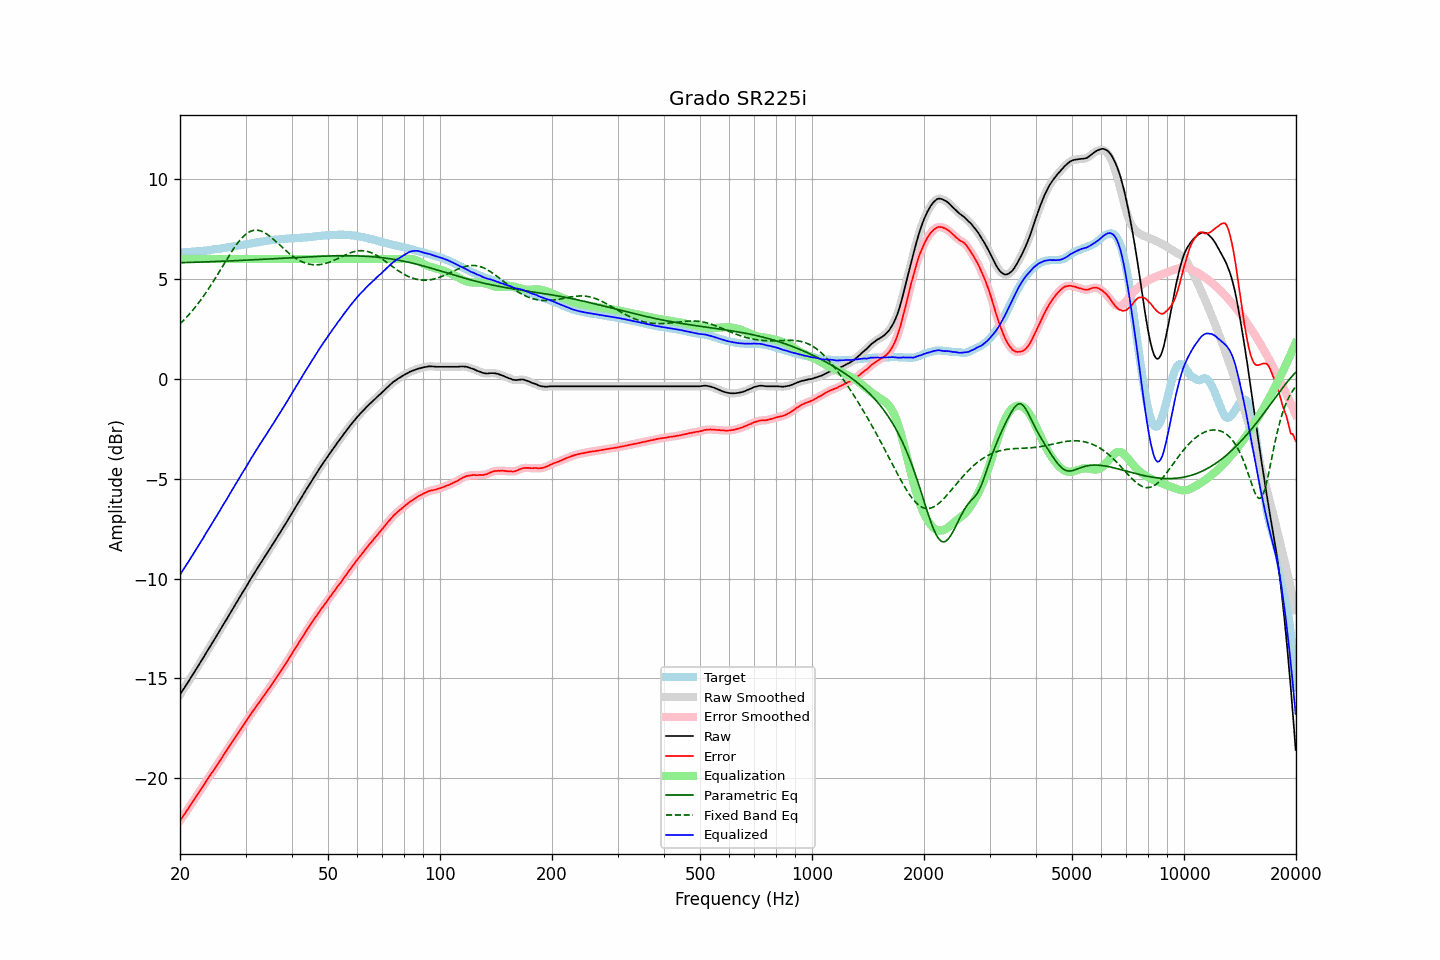 Grado SR225i
Amplitude (dBr)
10
5
0
−5
−10
−15
−20
Target
Raw Smoothed
Error Smoothed
Raw
Error
Equalization
Parametric Eq
Fixed Band Eq
Equalized
20 50 100 200 500 1000 2000 5000 10000 20000
Frequency (Hz)